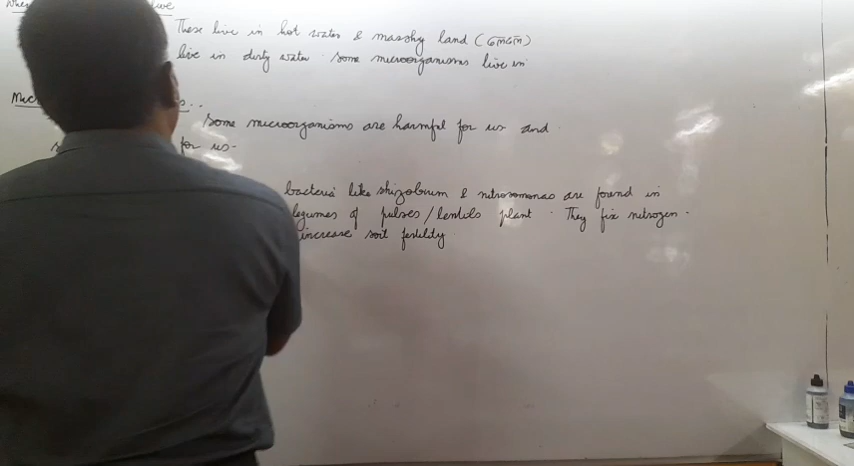 These live in hot water & marshy land
live in dirty water. Some microorganisms live in
Some microorganisms are harmful for us and
for us.
bacteria like rhizobium & nitrosomonas are found in
legumes of pulses/lentils plant. They fix nitrogen.
increase soil fertility